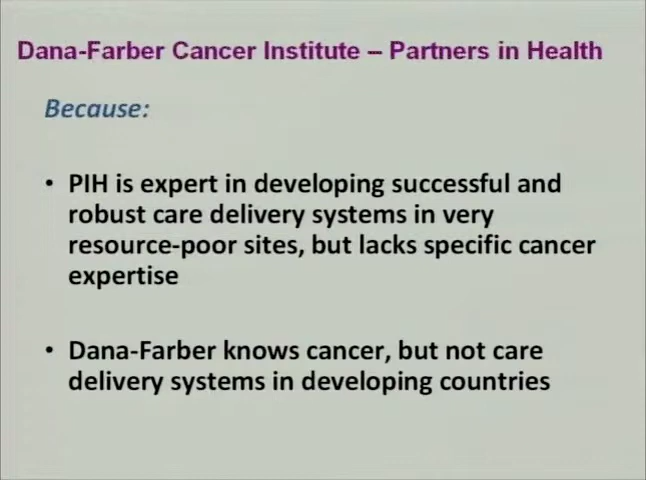 Dana-Farber Cancer Institute – Partners in Health
Because:
• PIH is expert in developing successful and
robust care delivery systems in very
resource-poor sites, but lacks specific cancer
expertise
• Dana-Farber knows cancer, but not care
delivery systems in developing countries